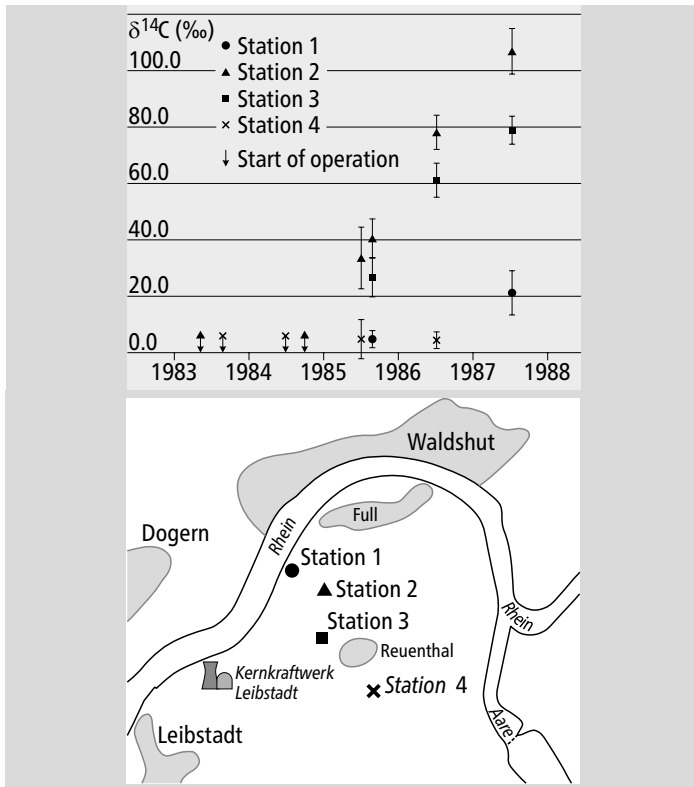 δ¹⁴C (‰)
100.0
80.0
60.0
40.0
20.0
0.0
Station 1
Station 2
Station 3
Station 4
Start of operation
1983 1984 1985 1986 1987 1988
Waldshut
Full
Dogern
Rhein
Station 1
Station 2
Station 3
Rhein
Reuenthal
Kernkraftwerk
Leibstadt
Station 4
Aare
Leibstadt